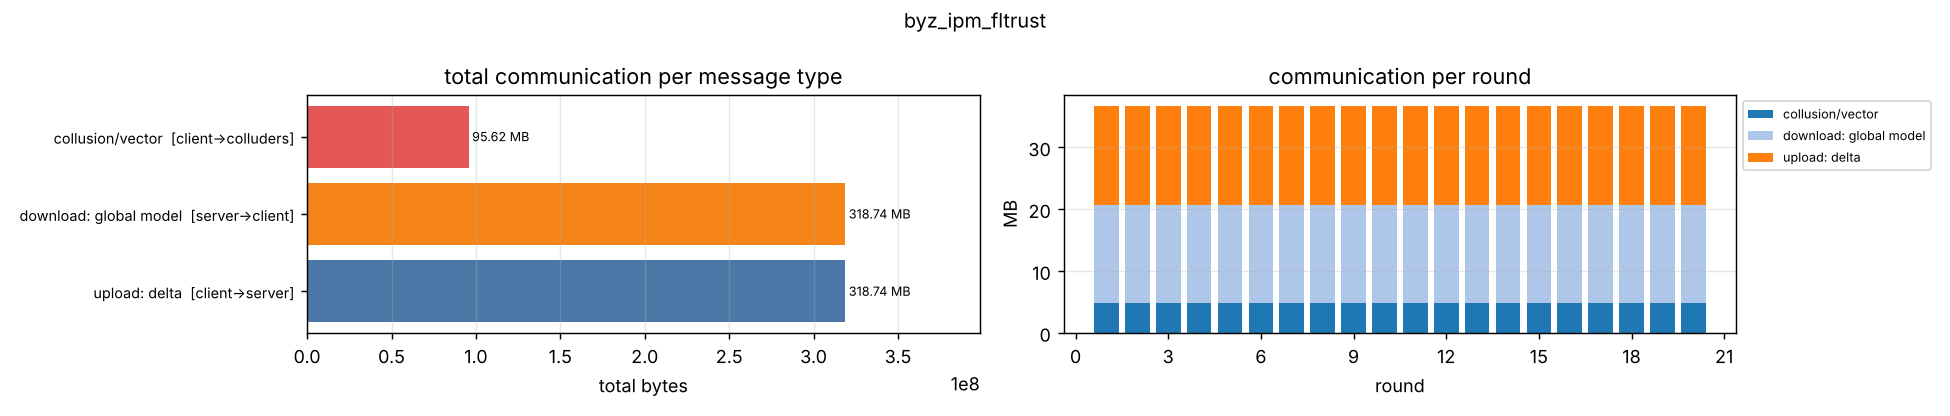 byz_ipm_fltrust
total communication per message type
collusion/vector [client→colluders]
95.62 MB
download: global model [server→client]
318.74 MB
upload: delta [client→server]
318.74 MB
0.0 0.5 1.0 1.5 2.0 2.5 3.0 3.5
1e8
total bytes
communication per round
MB
30
20
10
0
0 3 6 9 12 15 18 21
round
collusion/vector
download: global model
upload: delta